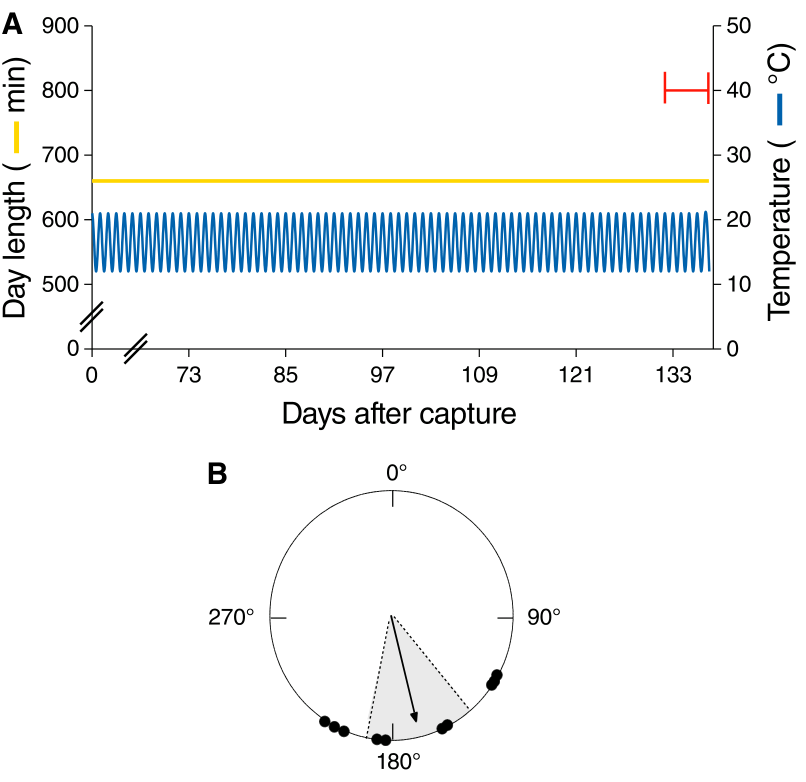 A
900
800
700
600
500
0
Day length ( — min)
50
40
30
20
10
0
Temperature ( — °C)
0 73 85 97 109 121 133
Days after capture
B
0°
270° 90°
180°